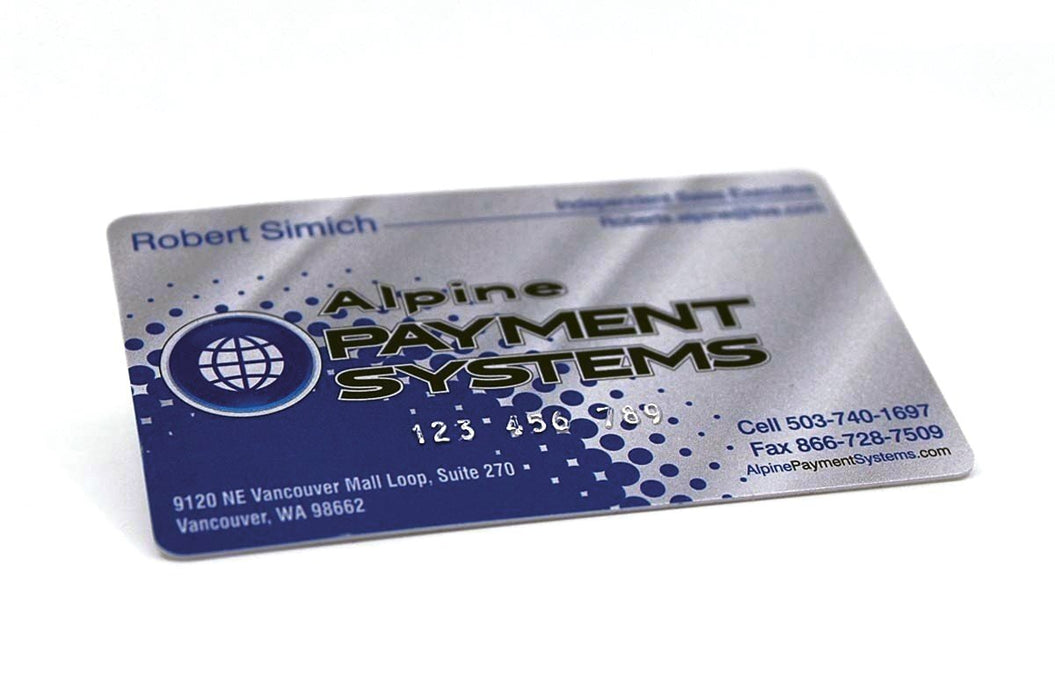 Robert Simich
Independent Sales Executive
Alpine
PAYMENT
SYSTEMS
123 456 789
Cell 503-740-1697
Fax 866-728-7509
AlpinePaymentSystems.com
9120 NE Vancouver Mall Loop, Suite 270
Vancouver, WA 98662